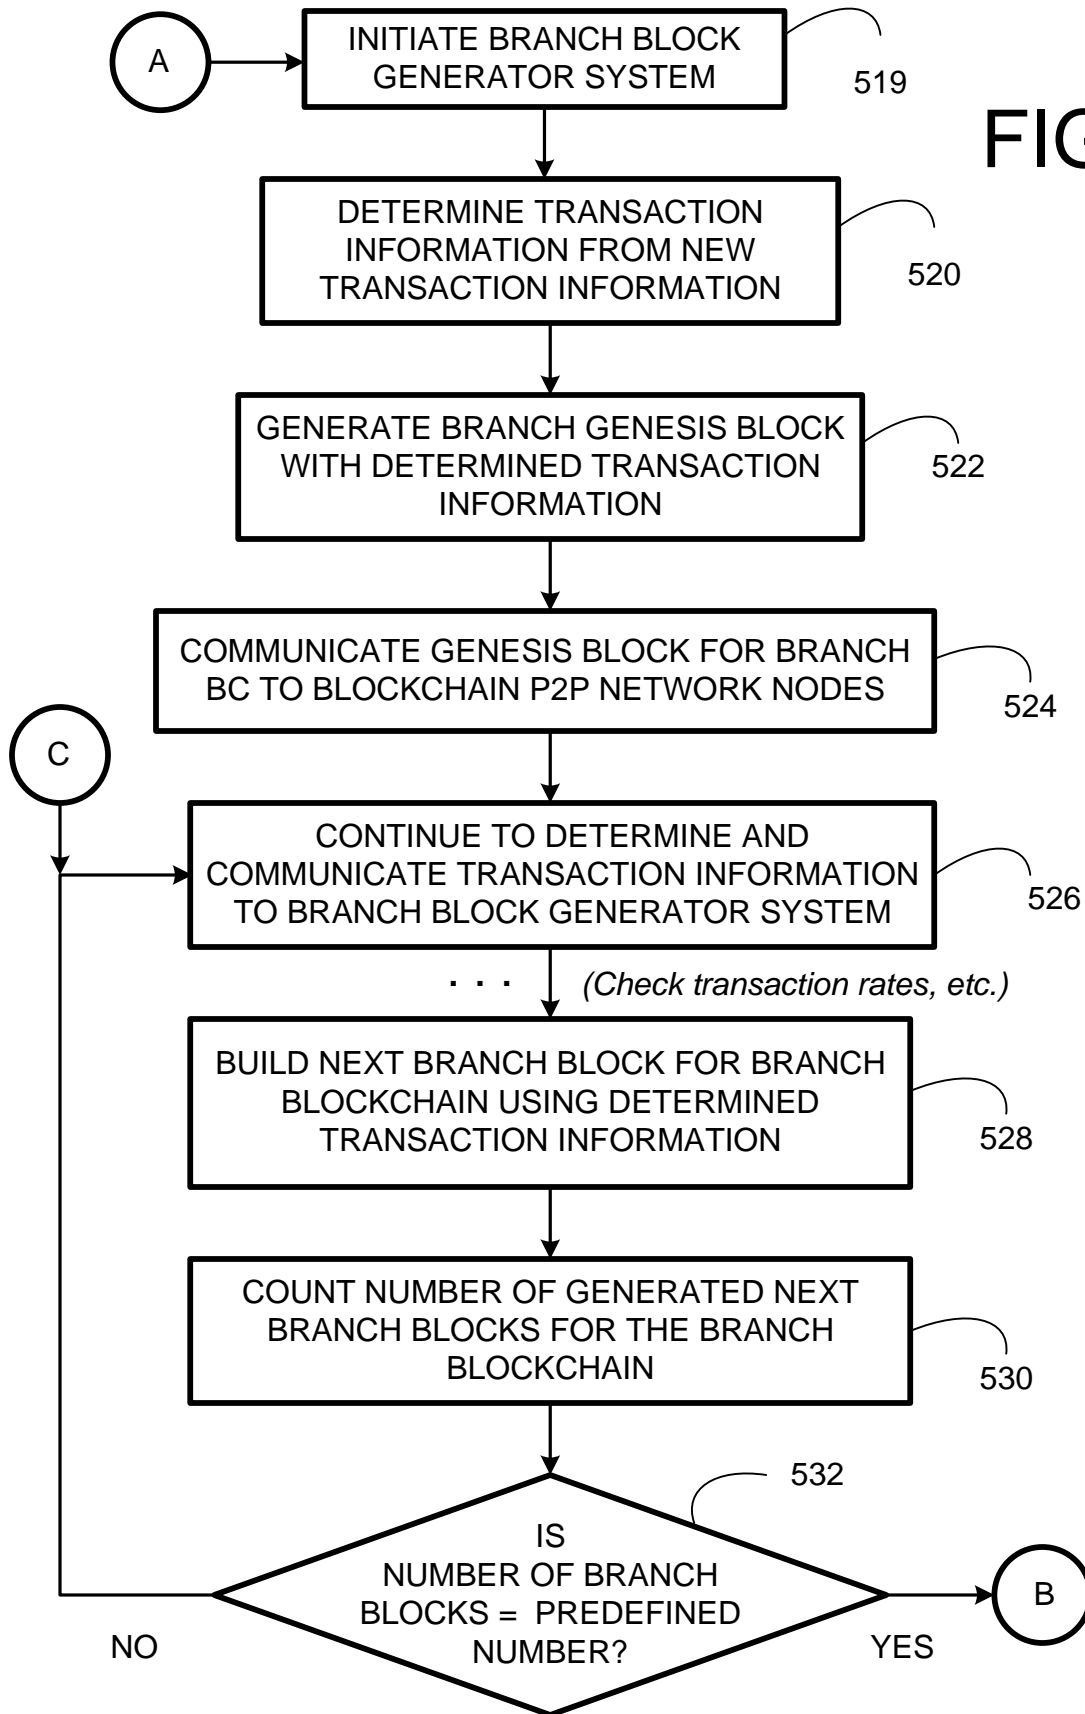 A
INITIATE BRANCH BLOCK
GENERATOR SYSTEM
519
FIG
DETERMINE TRANSACTION
INFORMATION FROM NEW
TRANSACTION INFORMATION
520
GENERATE BRANCH GENESIS BLOCK
WITH DETERMINED TRANSACTION
INFORMATION
522
COMMUNICATE GENESIS BLOCK FOR BRANCH
BC TO BLOCKCHAIN P2P NETWORK NODES
524
C
CONTINUE TO DETERMINE AND
COMMUNICATE TRANSACTION INFORMATION
TO BRANCH BLOCK GENERATOR SYSTEM
526
. . . (Check transaction rates, etc.)
BUILD NEXT BRANCH BLOCK FOR BRANCH
BLOCKCHAIN USING DETERMINED
TRANSACTION INFORMATION
528
COUNT NUMBER OF GENERATED NEXT
BRANCH BLOCKS FOR THE BRANCH
BLOCKCHAIN
530
532
IS
NUMBER OF BRANCH
BLOCKS = PREDEFINED
NUMBER?
B
NO
YES